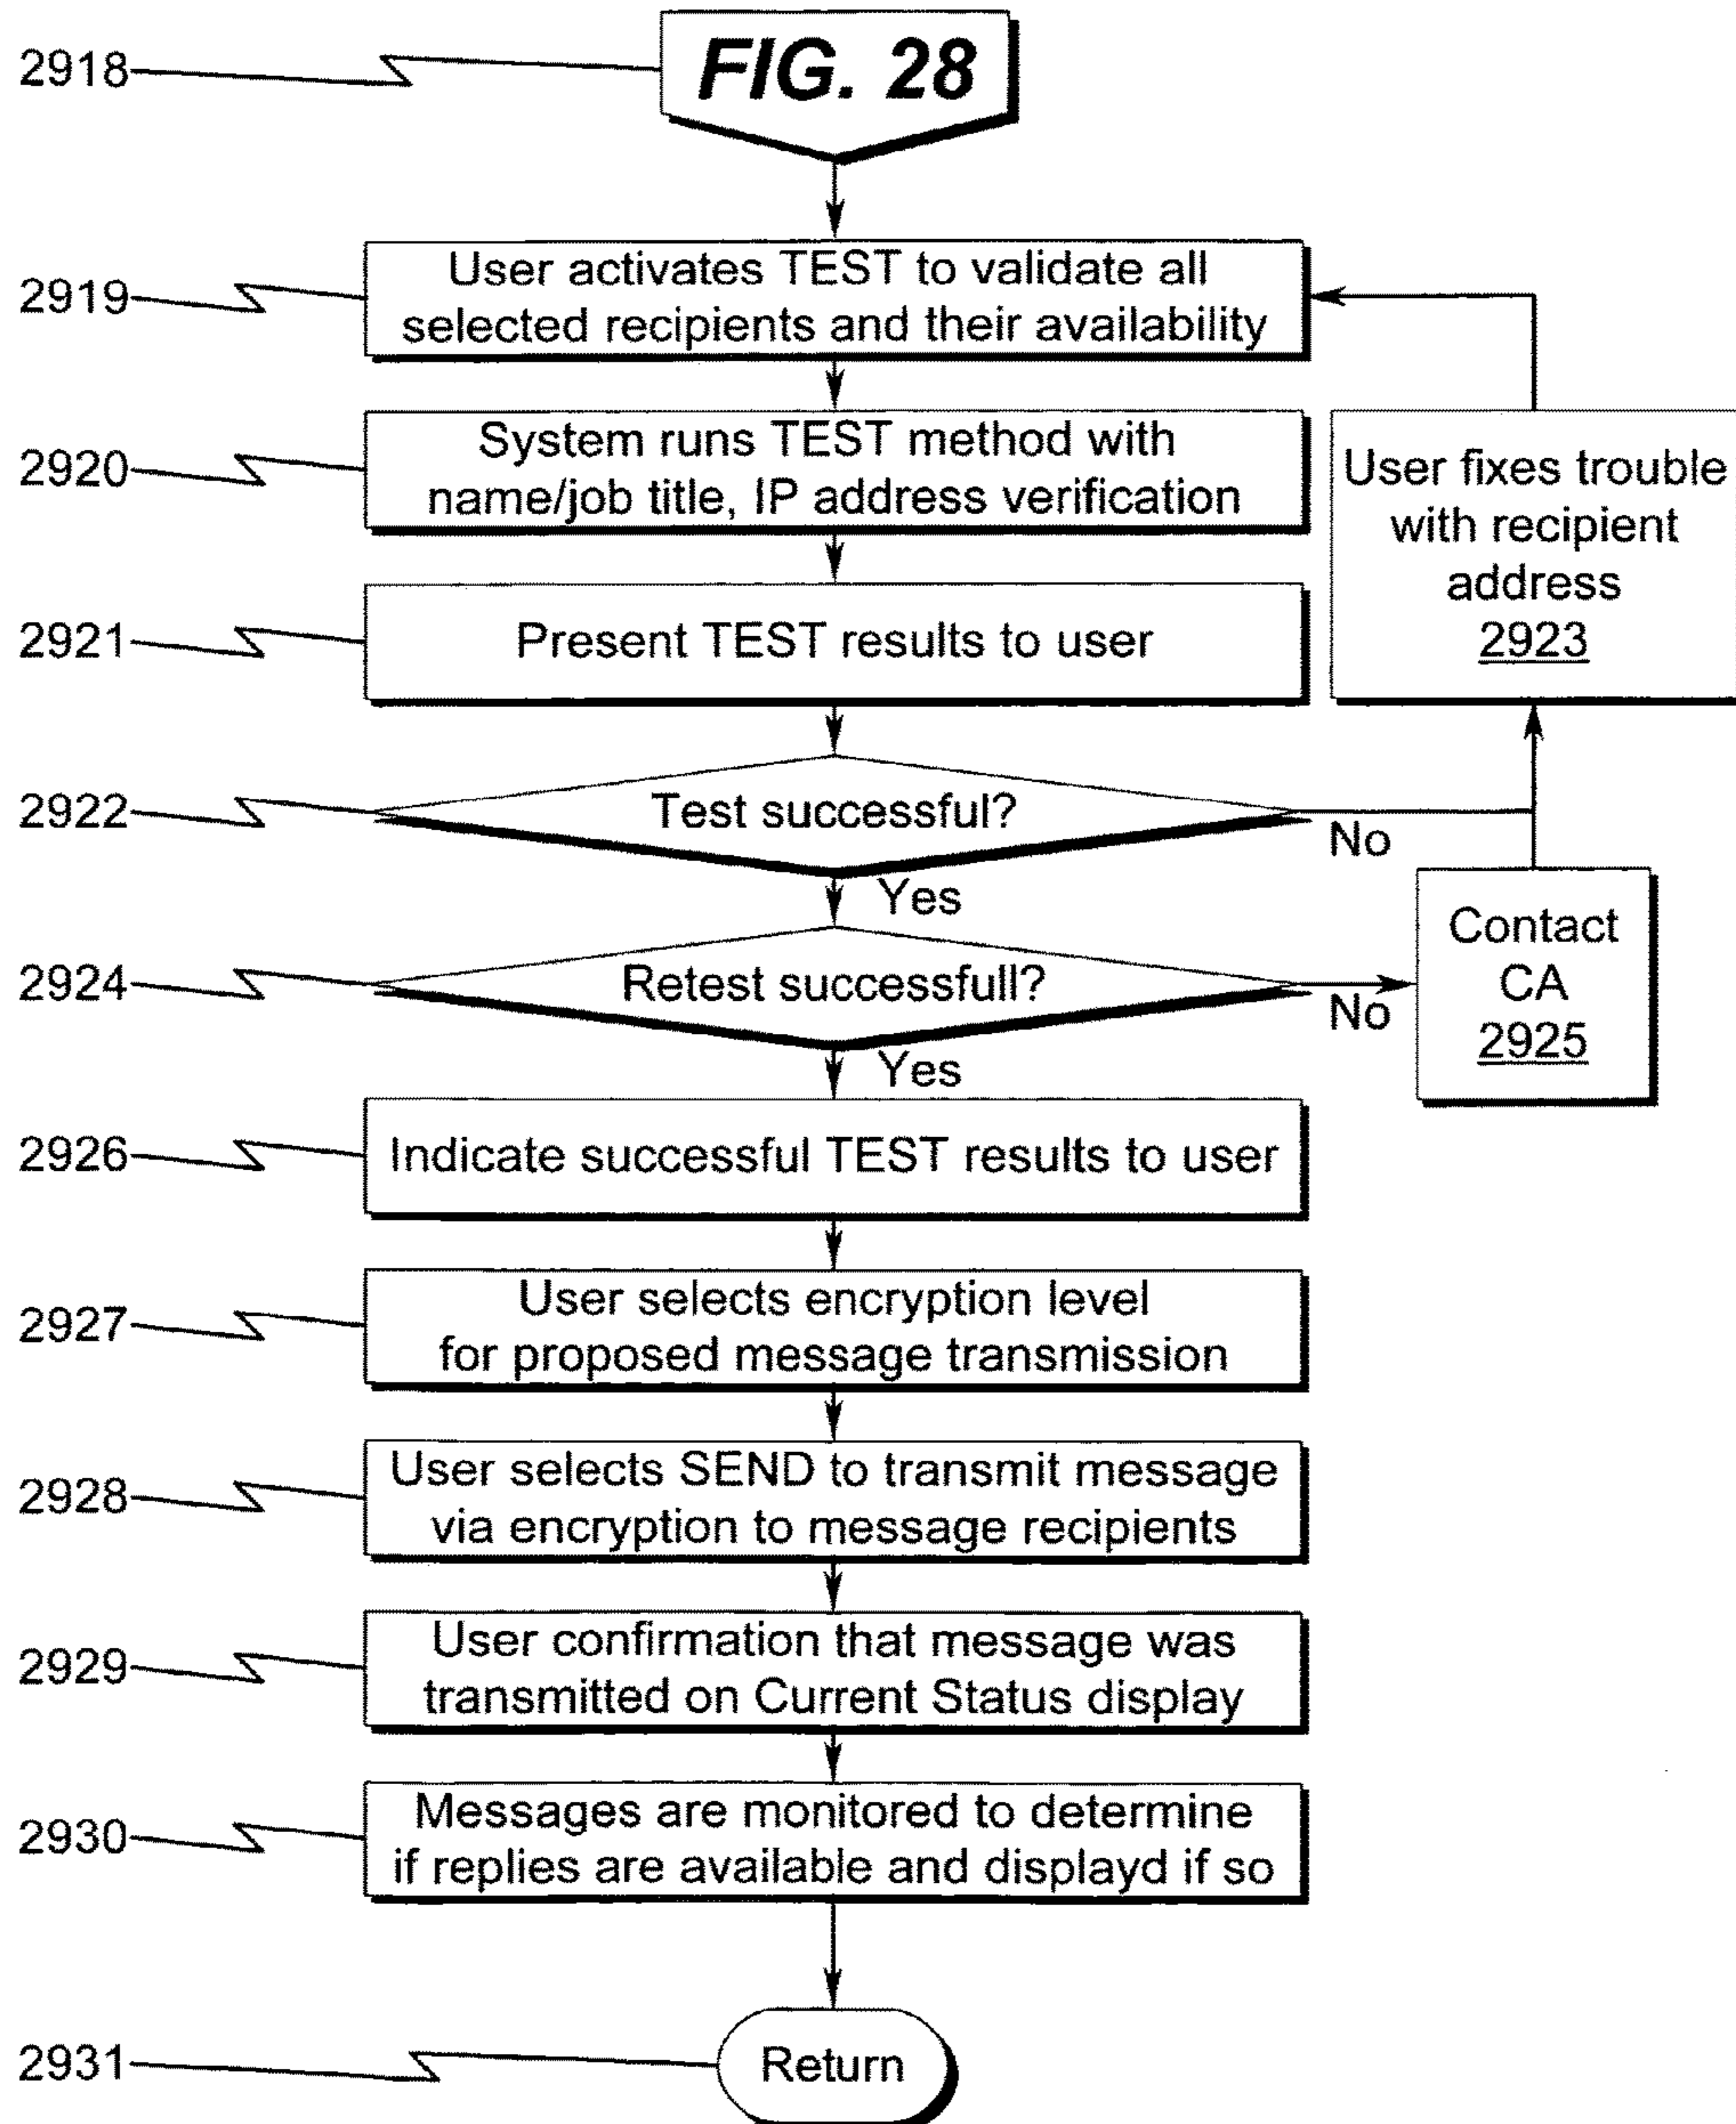 2918
FIG. 28
2919
User activates TEST to validate all
selected recipients and their availability
2920
System runs TEST method with
name/job title, IP address verification
User fixes trouble
with recipient
address
2923
2921
Present TEST results to user
2922
Test successful?
No
Yes
2924
Retest successfull?
No
Contact
CA
2925
Yes
2926
Indicate successful TEST results to user
2927
User selects encryption level
for proposed message transmission
2928
User selects SEND to transmit message
via encryption to message recipients
2929
User confirmation that message was
transmitted on Current Status display
2930
Messages are monitored to determine
if replies are available and displayd if so
2931
Return